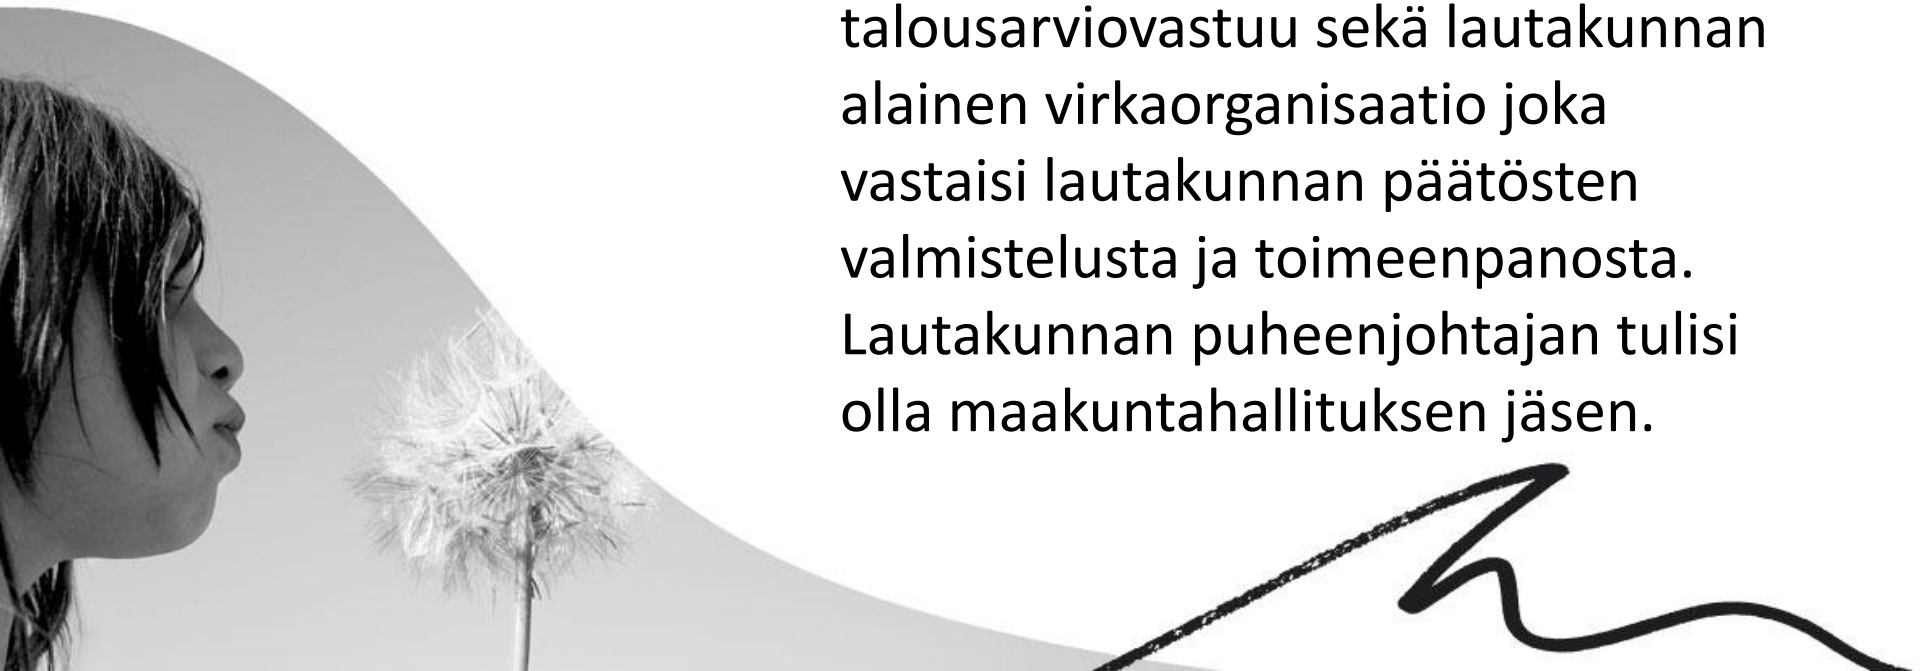 talousarviovastuu sekä lautakunnan
alainen virkaorganisaatio joka
vastaisi lautakunnan päätösten
valmistelusta ja toimeenpanosta.
Lautakunnan puheenjohtajan tulisi
olla maakuntahallituksen jäsen.